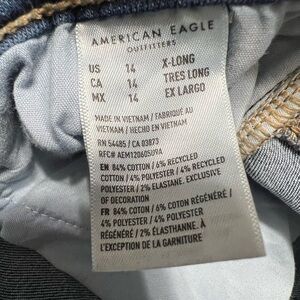 AMERICAN EAGLE
OUTFITTERS
US 14 X-LONG
CA 14 TRES LONG
MX 14 EX LARGO
MADE IN VIETNAM / FABRIQUÉ AU
VIETNAM / HECHO EN VIETNAM
RN 54485 / CA 03873
RFC# AEM120605U9A
EN 84% COTTON / 6% RECYCLED
COTTON / 4% POLYESTER / 4% RECYCLED
POLYESTER / 2% ELASTANE. EXCLUSIVE
OF DECORATION
FR 84% COTON / 6% COTON RÉGÉNÉRÉ /
4% POLYESTER / 4% POLYESTER
RÉGÉNÉRÉ / 2% ÉLASTHANNE. À
L'EXCEPTION DE LA GARNITURE